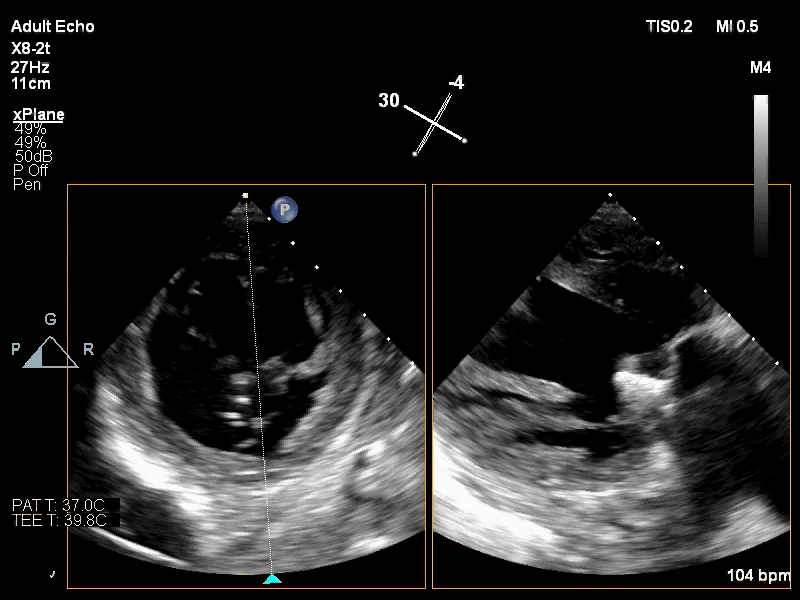 Adult Echo
TIS0.2 MI 0.5
X8-2t
27Hz
11cm
M4
xPlane
49%
49%
50dB
P Off
Pen
30
-4
P
G
P R
PAT T: 37.0C
TEE T: 39.8C
104 bpm